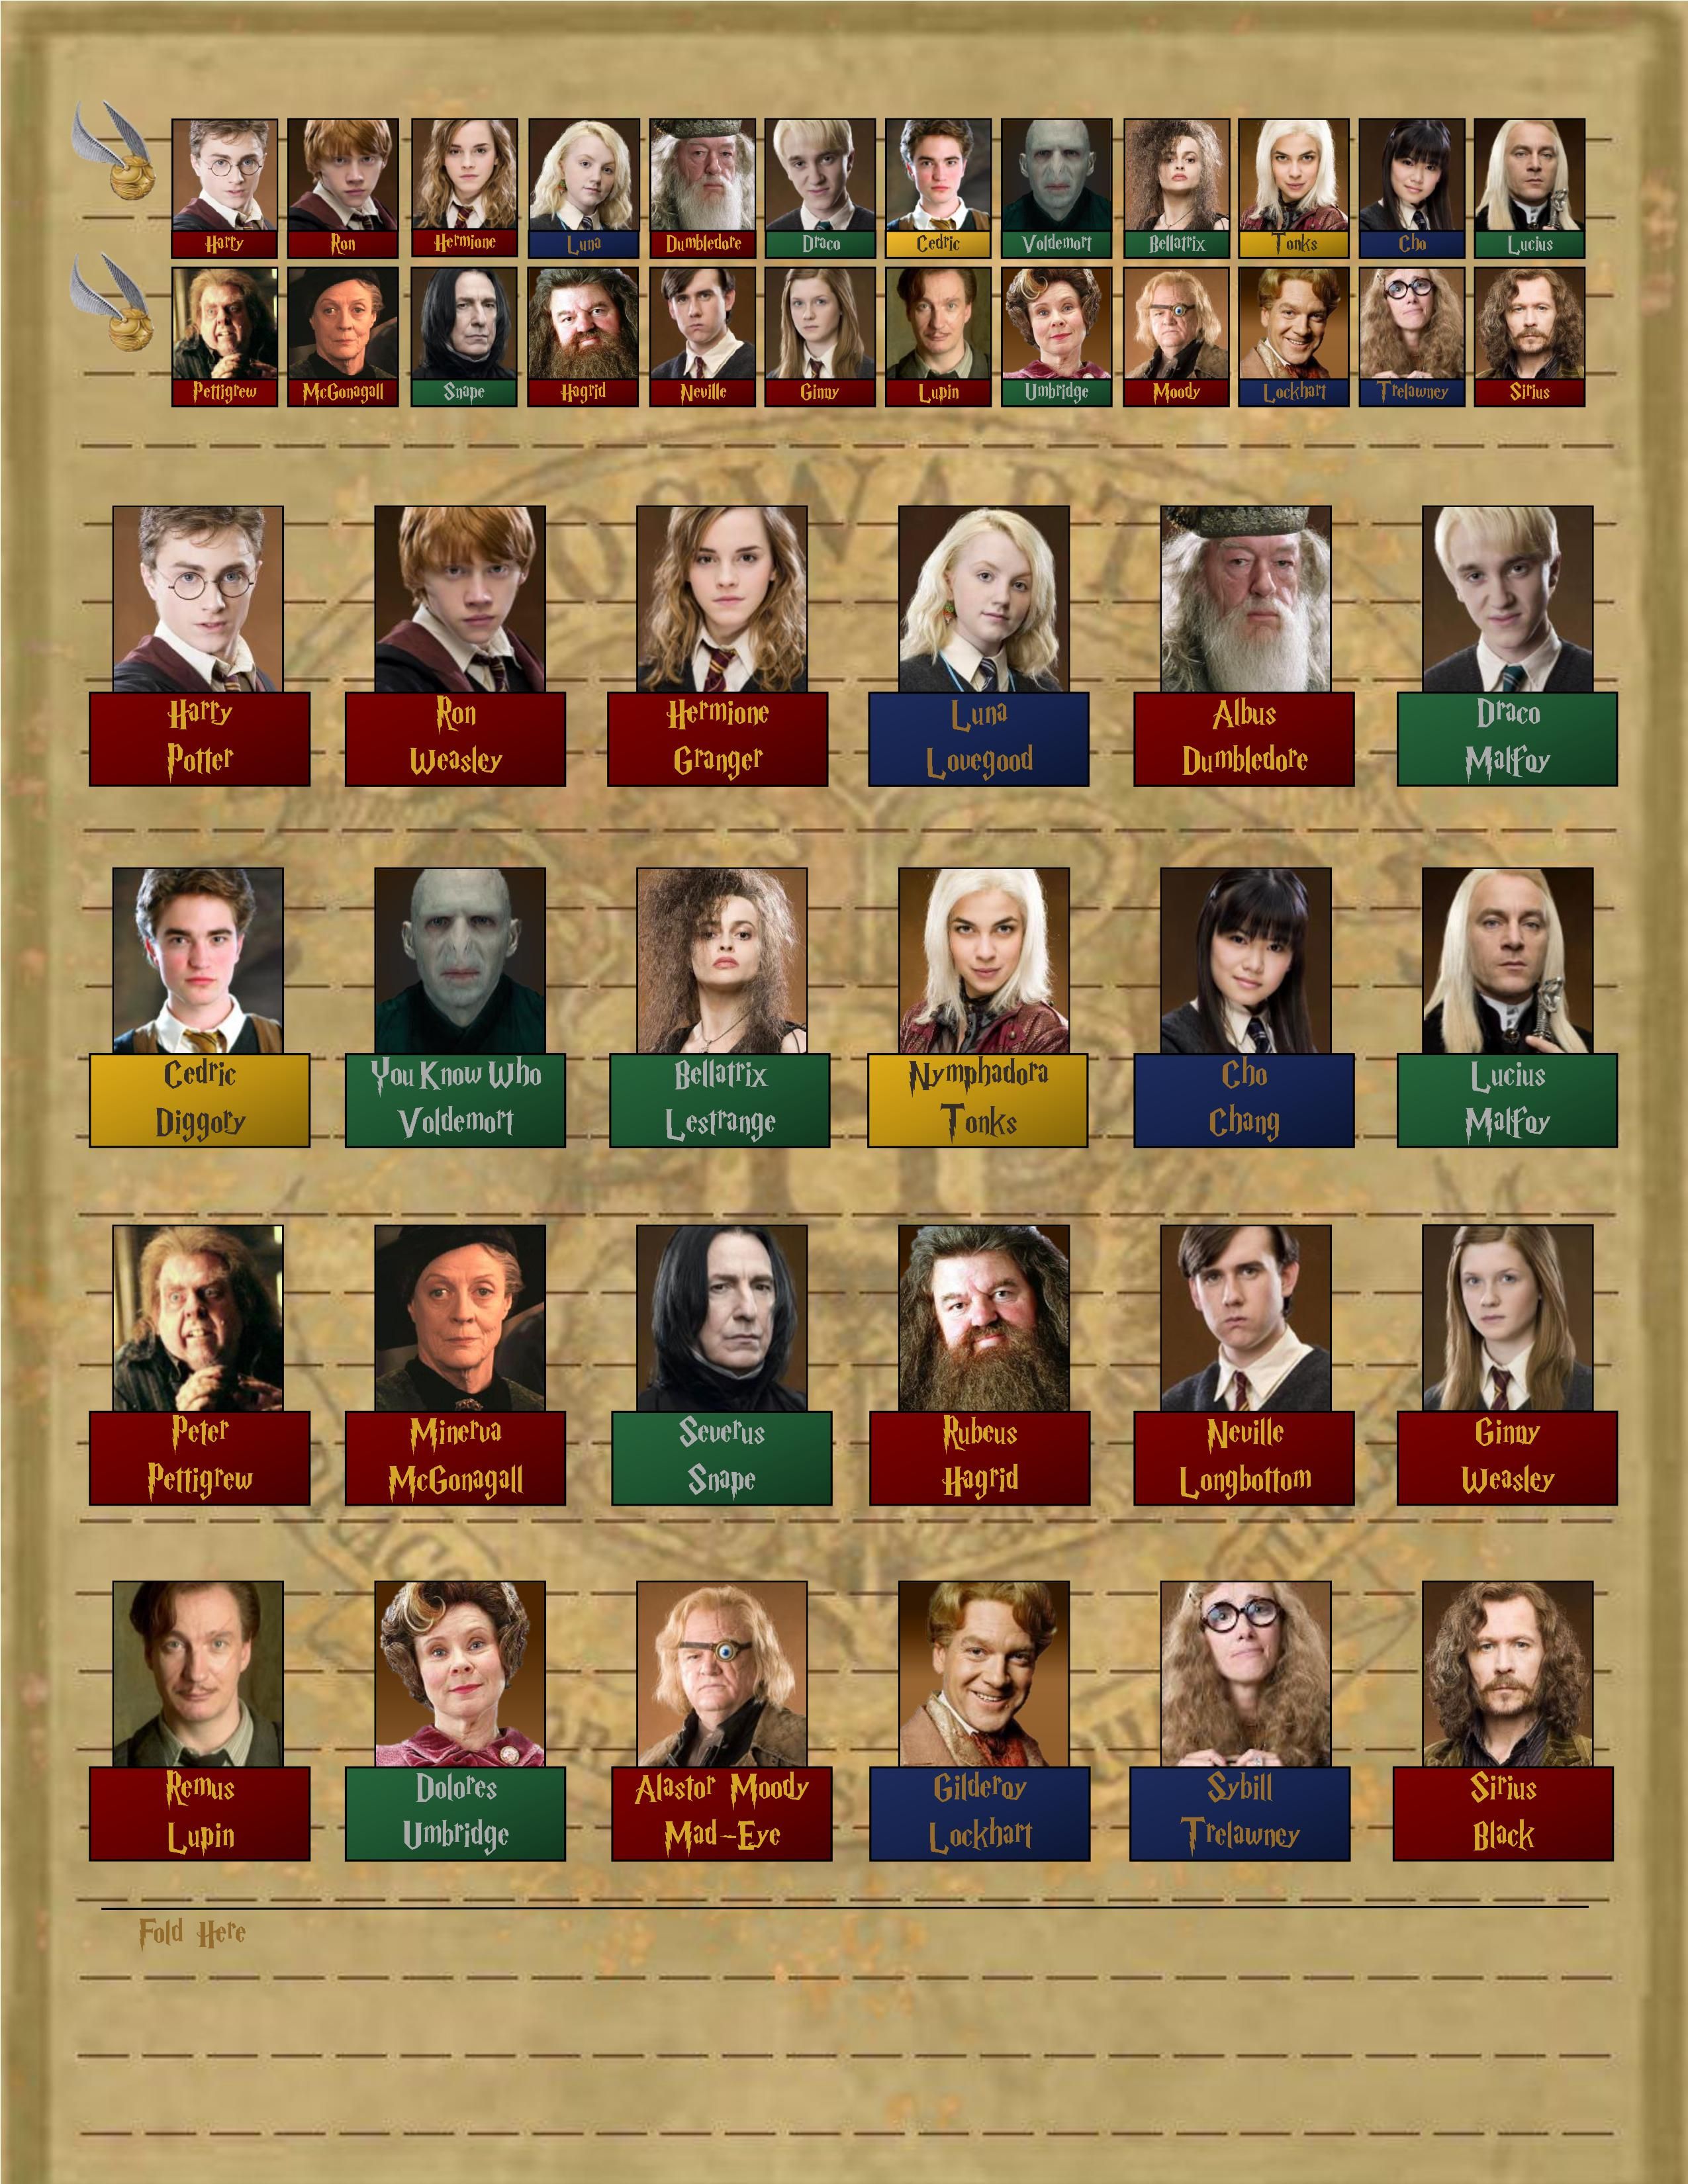 Harry Ron Hermione Luna Dumbledore Draco Cedric Voldemort Bellatrix Tonks Cho Lucius
Pettigrew McGonagall Snape Hagrid Neville Ginny Lupin Umbridge Moody Lockhart Trelawney Sirius
Harry Ron Hermione Luna Albus Draco
Potter Weasley Granger Lovegood Dumbledore Malfoy
Cedric You Know Who Bellatrix Nymphadora Cho Lucius
Diggory Voldemort Lestrange Tonks Chang Malfoy
Peter Minerva Severus Rubeus Neville Ginny
Pettigrew McGonagall Snape Hagrid Longbottom Weasley
Remus Dolores Alastor Moody Gilderoy Sybill Sirius
Lupin Umbridge Mad-Eye Lockhart Trelawney Black
Fold Here